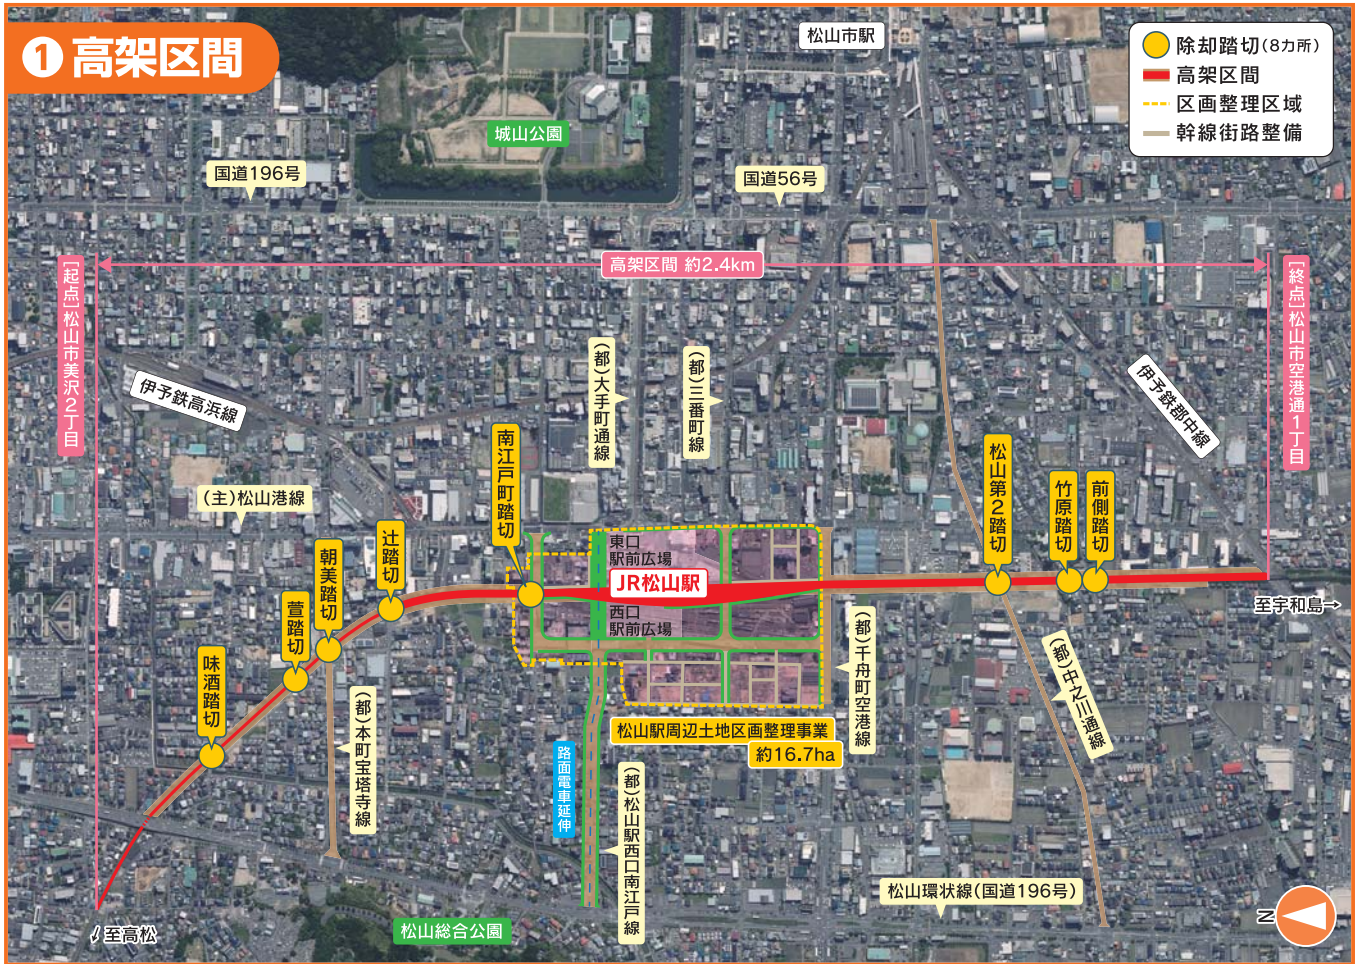 ❶高架区間
松山市駅
除却踏切(8カ所)
高架区間
区画整理区域
幹線街路整備
城山公園
国道196号
国道56号
高架区間 約2.4km
[起点]松山市美沢2丁目
[終点]松山市空港通1丁目
伊予鉄高浜線
(都)大手町通線
(都)三番町線
伊予鉄郡中線
(主)松山港線
南江戸町踏切
松山第2踏切
竹原踏切
前側踏切
辻踏切
朝美踏切
萱踏切
味酒踏切
東口
駅前広場
JR松山駅
西口
駅前広場
至宇和島→
(都)千舟町空港線
(都)中之川通線
(都)本町宝塔寺線
松山駅周辺土地区画整理事業
約16.7ha
路面電車延伸
(都)松山駅西口南江戸線
松山環状線(国道196号)
松山総合公園
↙至高松
N